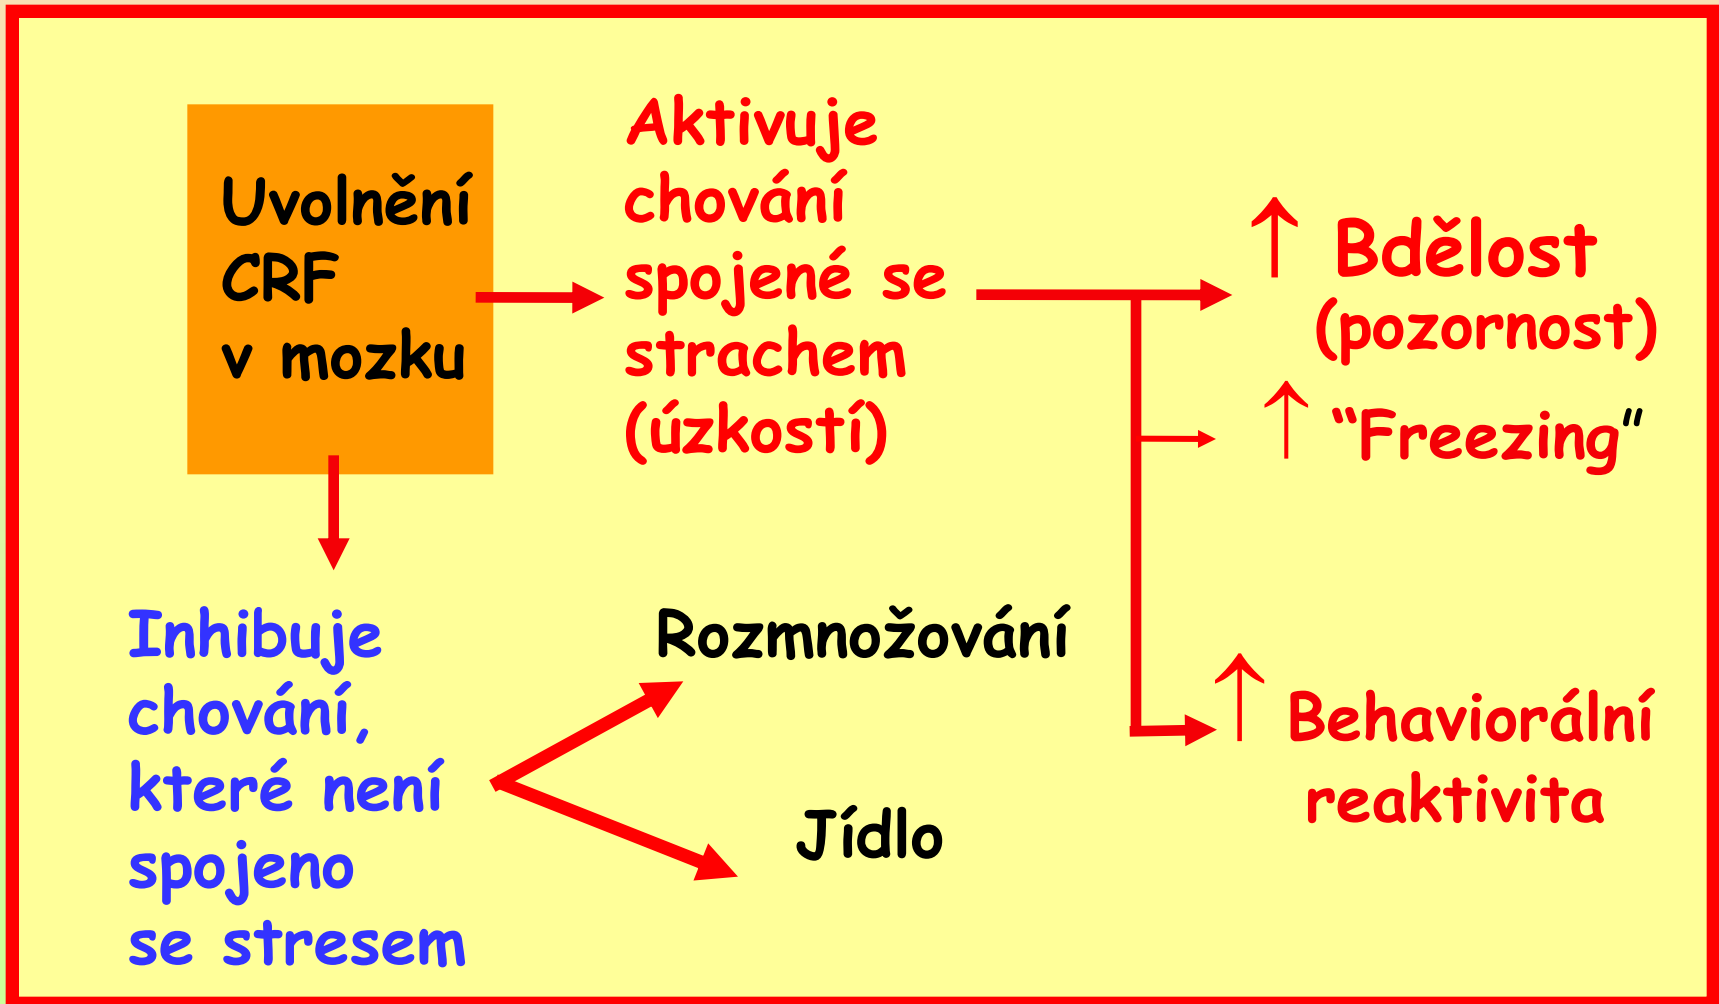 Uvolnění
CRF
v mozku
Aktivuje
chování
spojené se
strachem
(úzkostí)
↑ Bdělost
(pozornost)
↑ “Freezing”
↑ Behaviorální
reaktivita
Inhibuje
chování,
které není
spojeno
se stresem
Rozmnožování
Jídlo